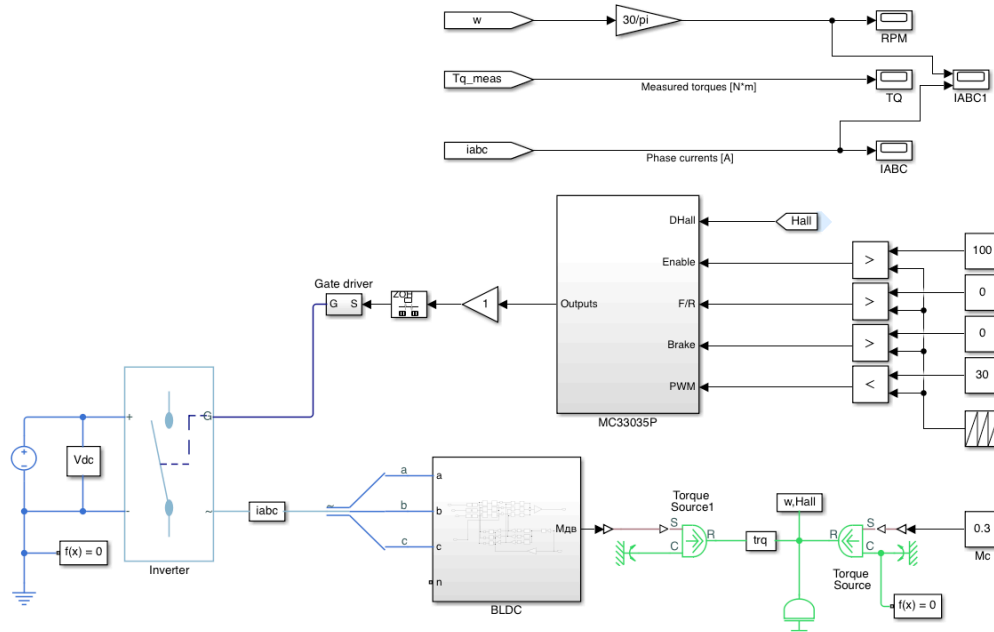 w
30/pi
RPM
Tq_meas
Measured torques [N*m]
TQ
IABC1
iabc
Phase currents [A]
IABC
DHall
Hall
Enable
>
100
Gate driver
G S
ZOH
1
Outputs
F/R
>
0
Brake
>
0
PWM
<
30
MC33035P
+
G
Vdc
-
~
iabc
~
a
a
b
b
c
c
n
Mдв
BLDC
f(x) = 0
Inverter
Torque
Source1
S
R
C
trq
w,Hall
S
R
C
0.3
Mc
Torque
Source
f(x) = 0